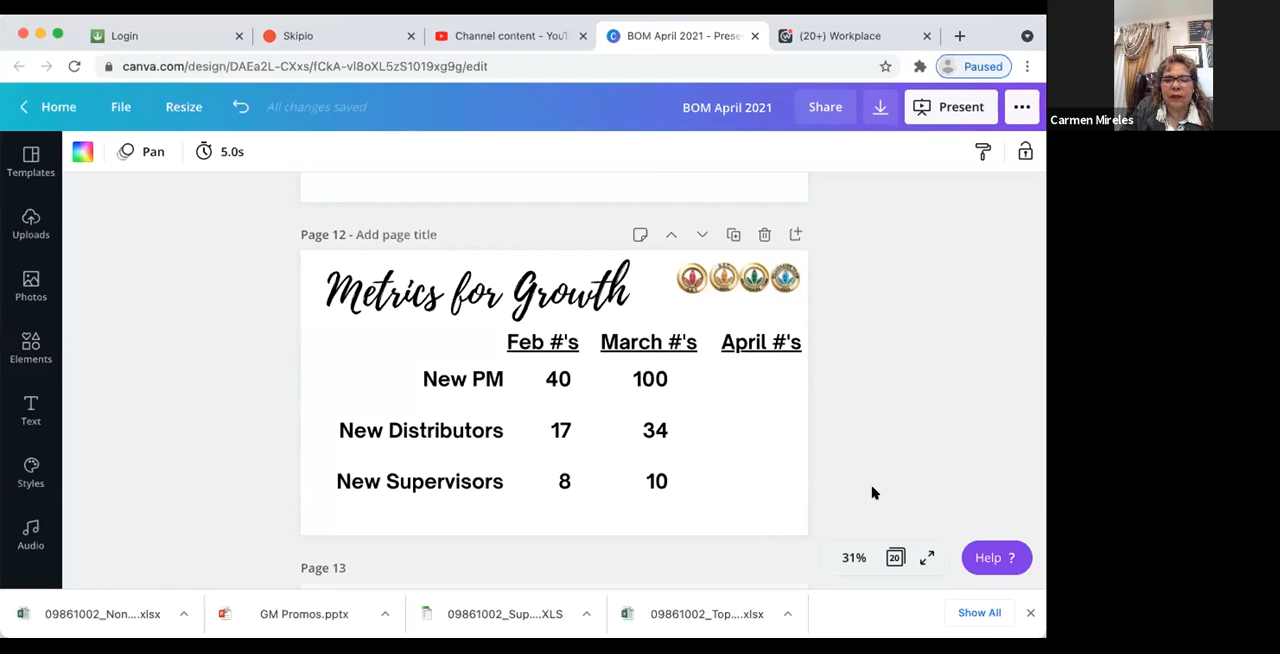 Login
Skipio
Channel content - YouT
BOM April 2021 - Prese
(20+) Workplace
canva.com/design/DAEa2L-CXxs/fCkA-vl8oXL5zS1019xg9g/edit
Paused
Home File Resize All changes saved BOM April 2021 Share Present
Carmen Mireles
Pan 5.0s
Templates
Uploads
Photos
Elements
Text
Styles
Audio
Page 12 - Add page title
Metrics for Growth
Feb #'s March #'s April #'s
New PM 40 100
New Distributors 17 34
New Supervisors 8 10
31% 20 Help ?
Page 13
09861002_Non....xlsx GM Promos.pptx 09861002_Sup....XLS 09861002_Top....xlsx Show All